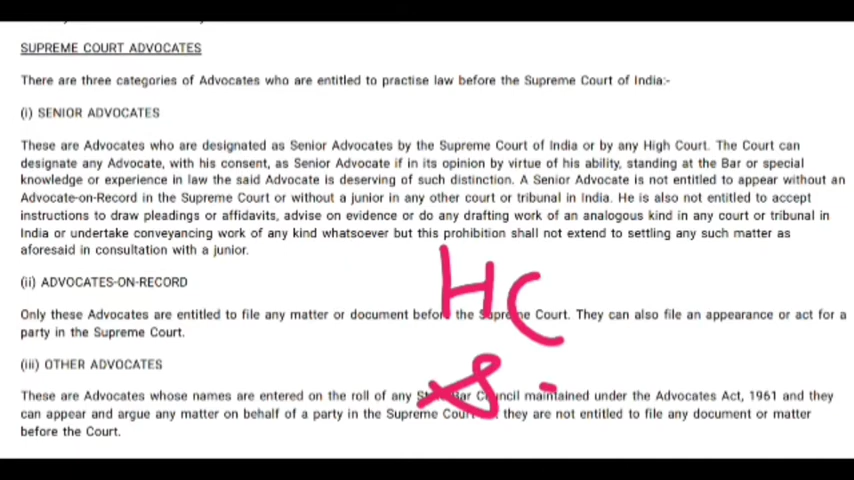 SUPREME COURT ADVOCATES
There are three categories of Advocates who are entitled to practise law before the Supreme Court of India:-
(i) SENIOR ADVOCATES
These are Advocates who are designated as Senior Advocates by the Supreme Court of India or by any High Court. The Court can
designate any Advocate, with his consent, as Senior Advocate if in its opinion by virtue of his ability, standing at the Bar or special
knowledge or experience in law the said Advocate is deserving of such distinction. A Senior Advocate is not entitled to appear without an
Advocate-on-Record in the Supreme Court or without a junior in any other court or tribunal in India. He is also not entitled to accept
instructions to draw pleadings or affidavits, advise on evidence or do any drafting work of an analogous kind in any court or tribunal in
India or undertake conveyancing work of any kind whatsoever but this prohibition shall not extend to settling any such matter as
aforesaid in consultation with a junior.
(ii) ADVOCATES-ON-RECORD
HC
Only these Advocates are entitled to file any matter or document before the Supreme Court. They can also file an appearance or act for a
party in the Supreme Court.
(iii) OTHER ADVOCATES
S
These are Advocates whose names are entered on the roll of any State Bar Council maintained under the Advocates Act, 1961 and they
can appear and argue any matter on behalf of a party in the Supreme Court they are not entitled to file any document or matter
before the Court.